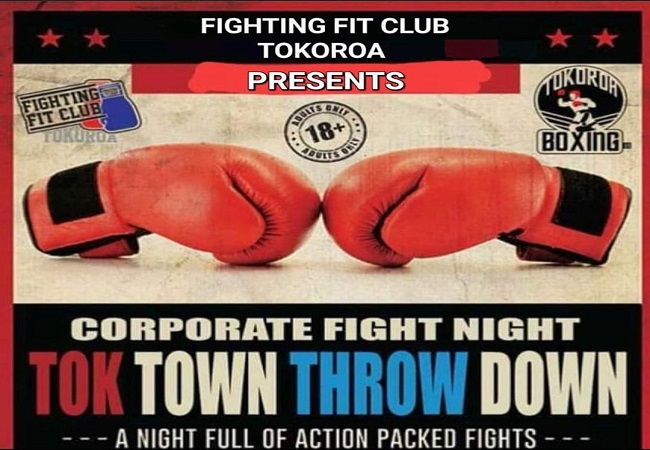 FIGHTING FIT CLUB
TOKOROA
PRESENTS
FIGHTING
FIT CLUB
TOKOROA
ADULTS ONLY
18+
ADULTS ONLY
TOKOROA
BOXING
CORPORATE FIGHT NIGHT
TOK TOWN THROW DOWN
--- A NIGHT FULL OF ACTION PACKED FIGHTS ---